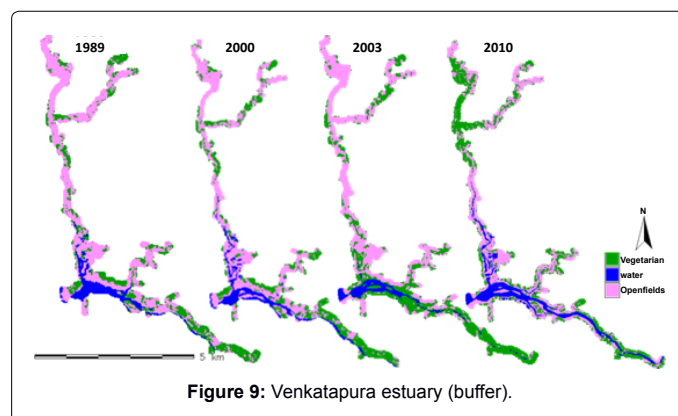 1989 2000 2003 2010
N
Vegetarian
water
Openfields
5 km
Figure 9: Venkatapura estuary (buffer).